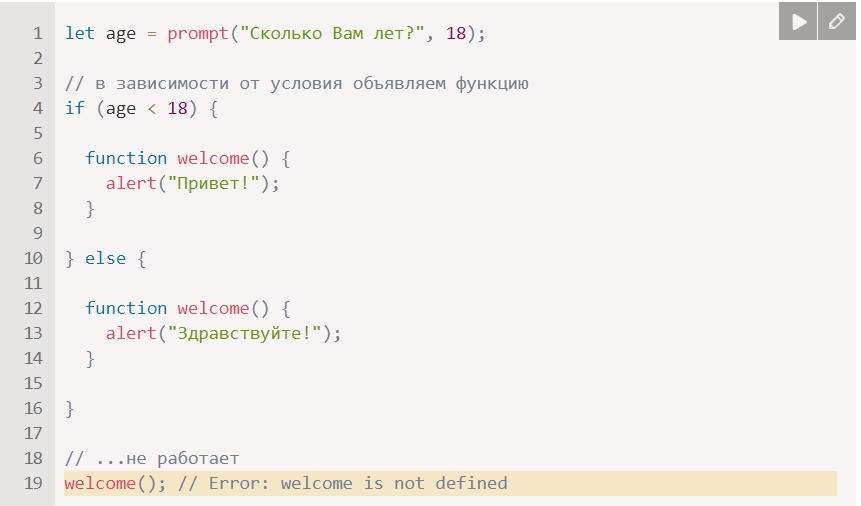 1 let age = prompt("Сколько Вам лет?", 18);
2
3 // в зависимости от условия объявляем функцию
4 if (age < 18) {
5
6   function welcome() {
7     alert("Привет!");
8   }
9
10 } else {
11
12   function welcome() {
13     alert("Здравствуйте!");
14   }
15
16 }
17
18 // ...не работает
19 welcome(); // Error: welcome is not defined